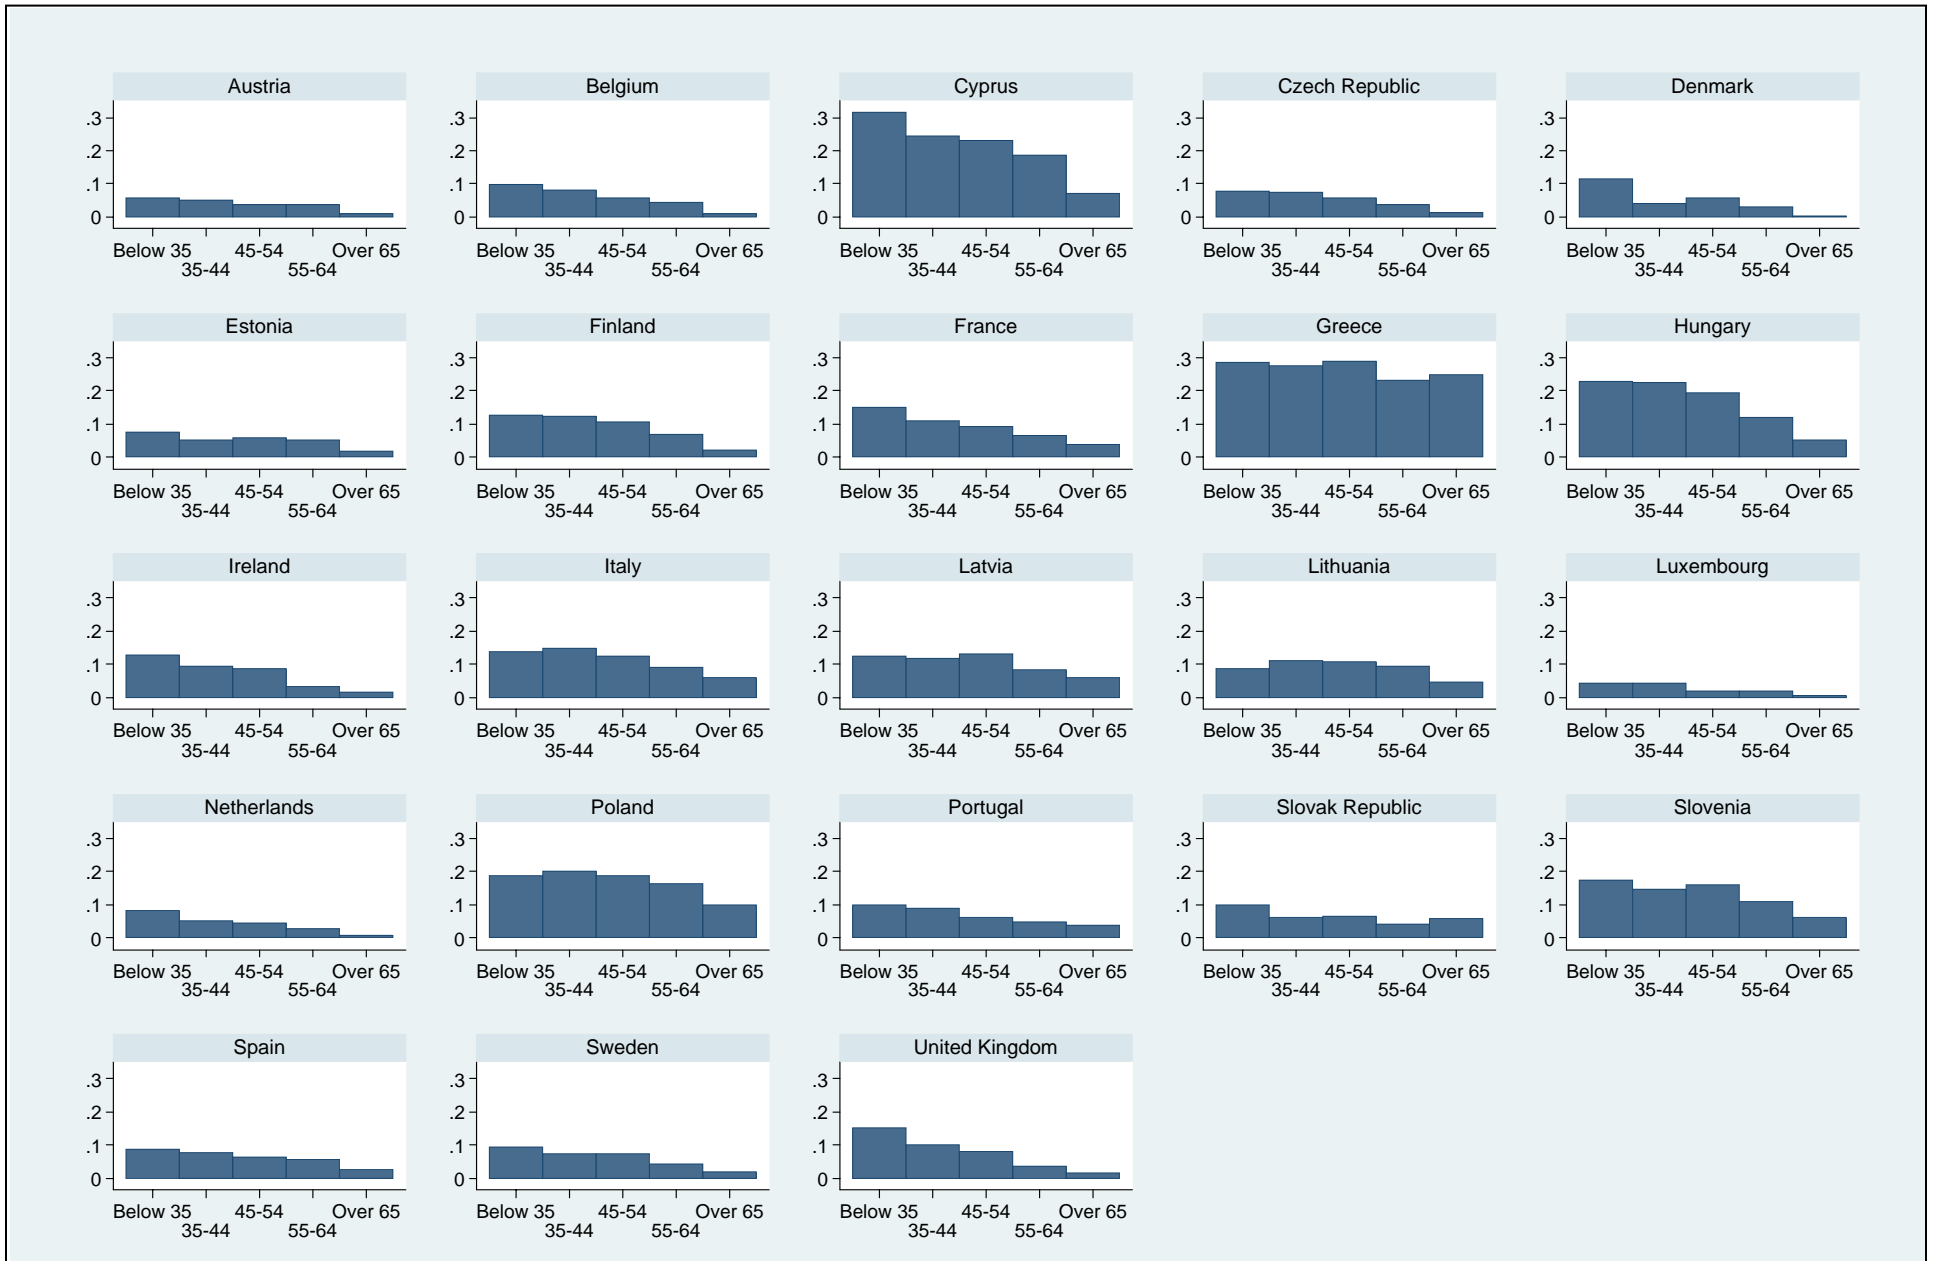 Austria Belgium Cyprus Czech Republic Denmark
.3 .3 .3 .3 .3
.2 .2 .2 .2 .2
.1 .1 .1 .1 .1
0 0 0 0 0
Below 35 45-54 Over 65 Below 35 45-54 Over 65 Below 35 45-54 Over 65 Below 35 45-54 Over 65 Below 35 45-54 Over 65
35-44 55-64 35-44 55-64 35-44 55-64 35-44 55-64 35-44 55-64
Estonia Finland France Greece Hungary
.3 .3 .3 .3 .3
.2 .2 .2 .2 .2
.1 .1 .1 .1 .1
0 0 0 0 0
Below 35 45-54 Over 65 Below 35 45-54 Over 65 Below 35 45-54 Over 65 Below 35 45-54 Over 65 Below 35 45-54 Over 65
35-44 55-64 35-44 55-64 35-44 55-64 35-44 55-64 35-44 55-64
Ireland Italy Latvia Lithuania Luxembourg
.3 .3 .3 .3 .3
.2 .2 .2 .2 .2
.1 .1 .1 .1 .1
0 0 0 0 0
Below 35 45-54 Over 65 Below 35 45-54 Over 65 Below 35 45-54 Over 65 Below 35 45-54 Over 65 Below 35 45-54 Over 65
35-44 55-64 35-44 55-64 35-44 55-64 35-44 55-64 35-44 55-64
Netherlands Poland Portugal Slovak Republic Slovenia
.3 .3 .3 .3 .3
.2 .2 .2 .2 .2
.1 .1 .1 .1 .1
0 0 0 0 0
Below 35 45-54 Over 65 Below 35 45-54 Over 65 Below 35 45-54 Over 65 Below 35 45-54 Over 65 Below 35 45-54 Over 65
35-44 55-64 35-44 55-64 35-44 55-64 35-44 55-64 35-44 55-64
Spain Sweden United Kingdom
.3 .3 .3
.2 .2 .2
.1 .1 .1
0 0 0
Below 35 45-54 Over 65 Below 35 45-54 Over 65 Below 35 45-54 Over 65
35-44 55-64 35-44 55-64 35-44 55-64